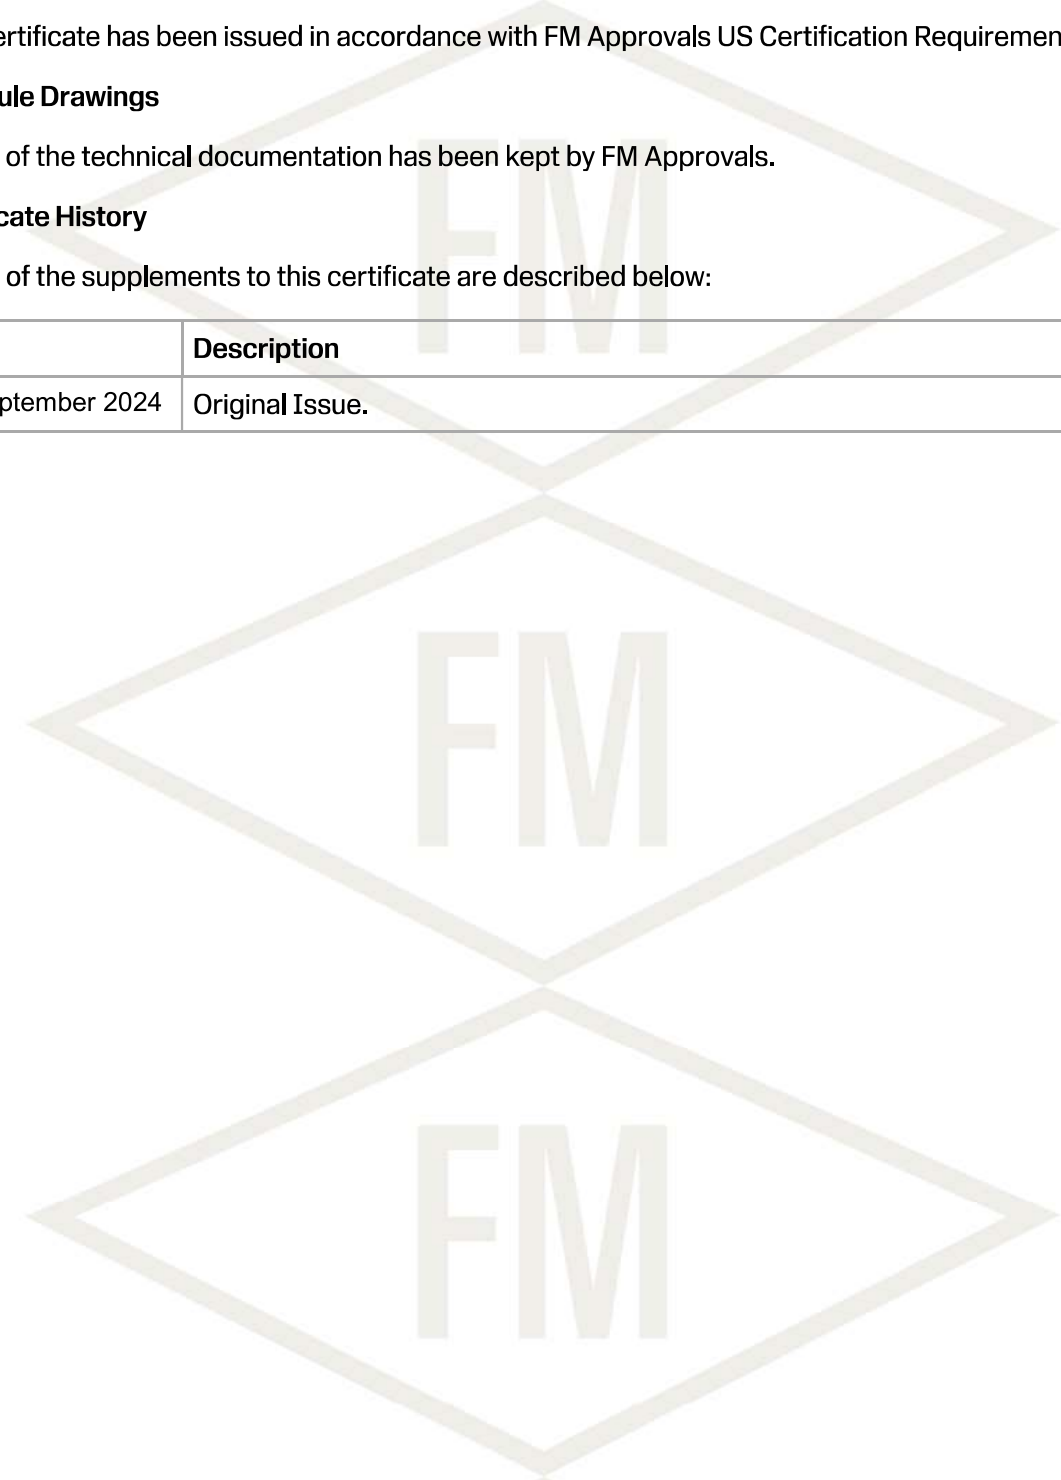 ertificate has been issued in accordance with FM Approvals US Certification Requiremen
ule Drawings
of the technical documentation has been kept by FM Approvals.
cate History
of the supplements to this certificate are described below:
Description
ptember 2024 Original Issue.
FM
FM
FM